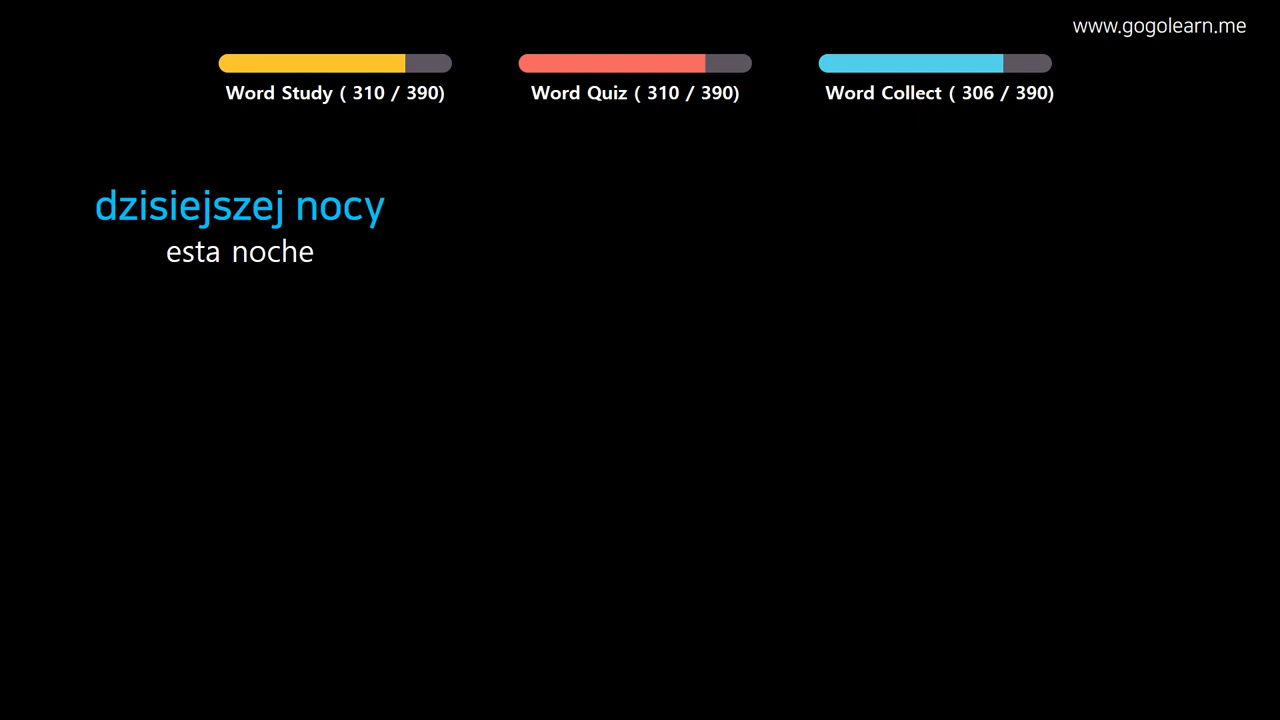 www.gogolearn.me
Word Study ( 310 / 390)
Word Quiz ( 310 / 390)
Word Collect ( 306 / 390)
dzisiejszej nocy
esta noche